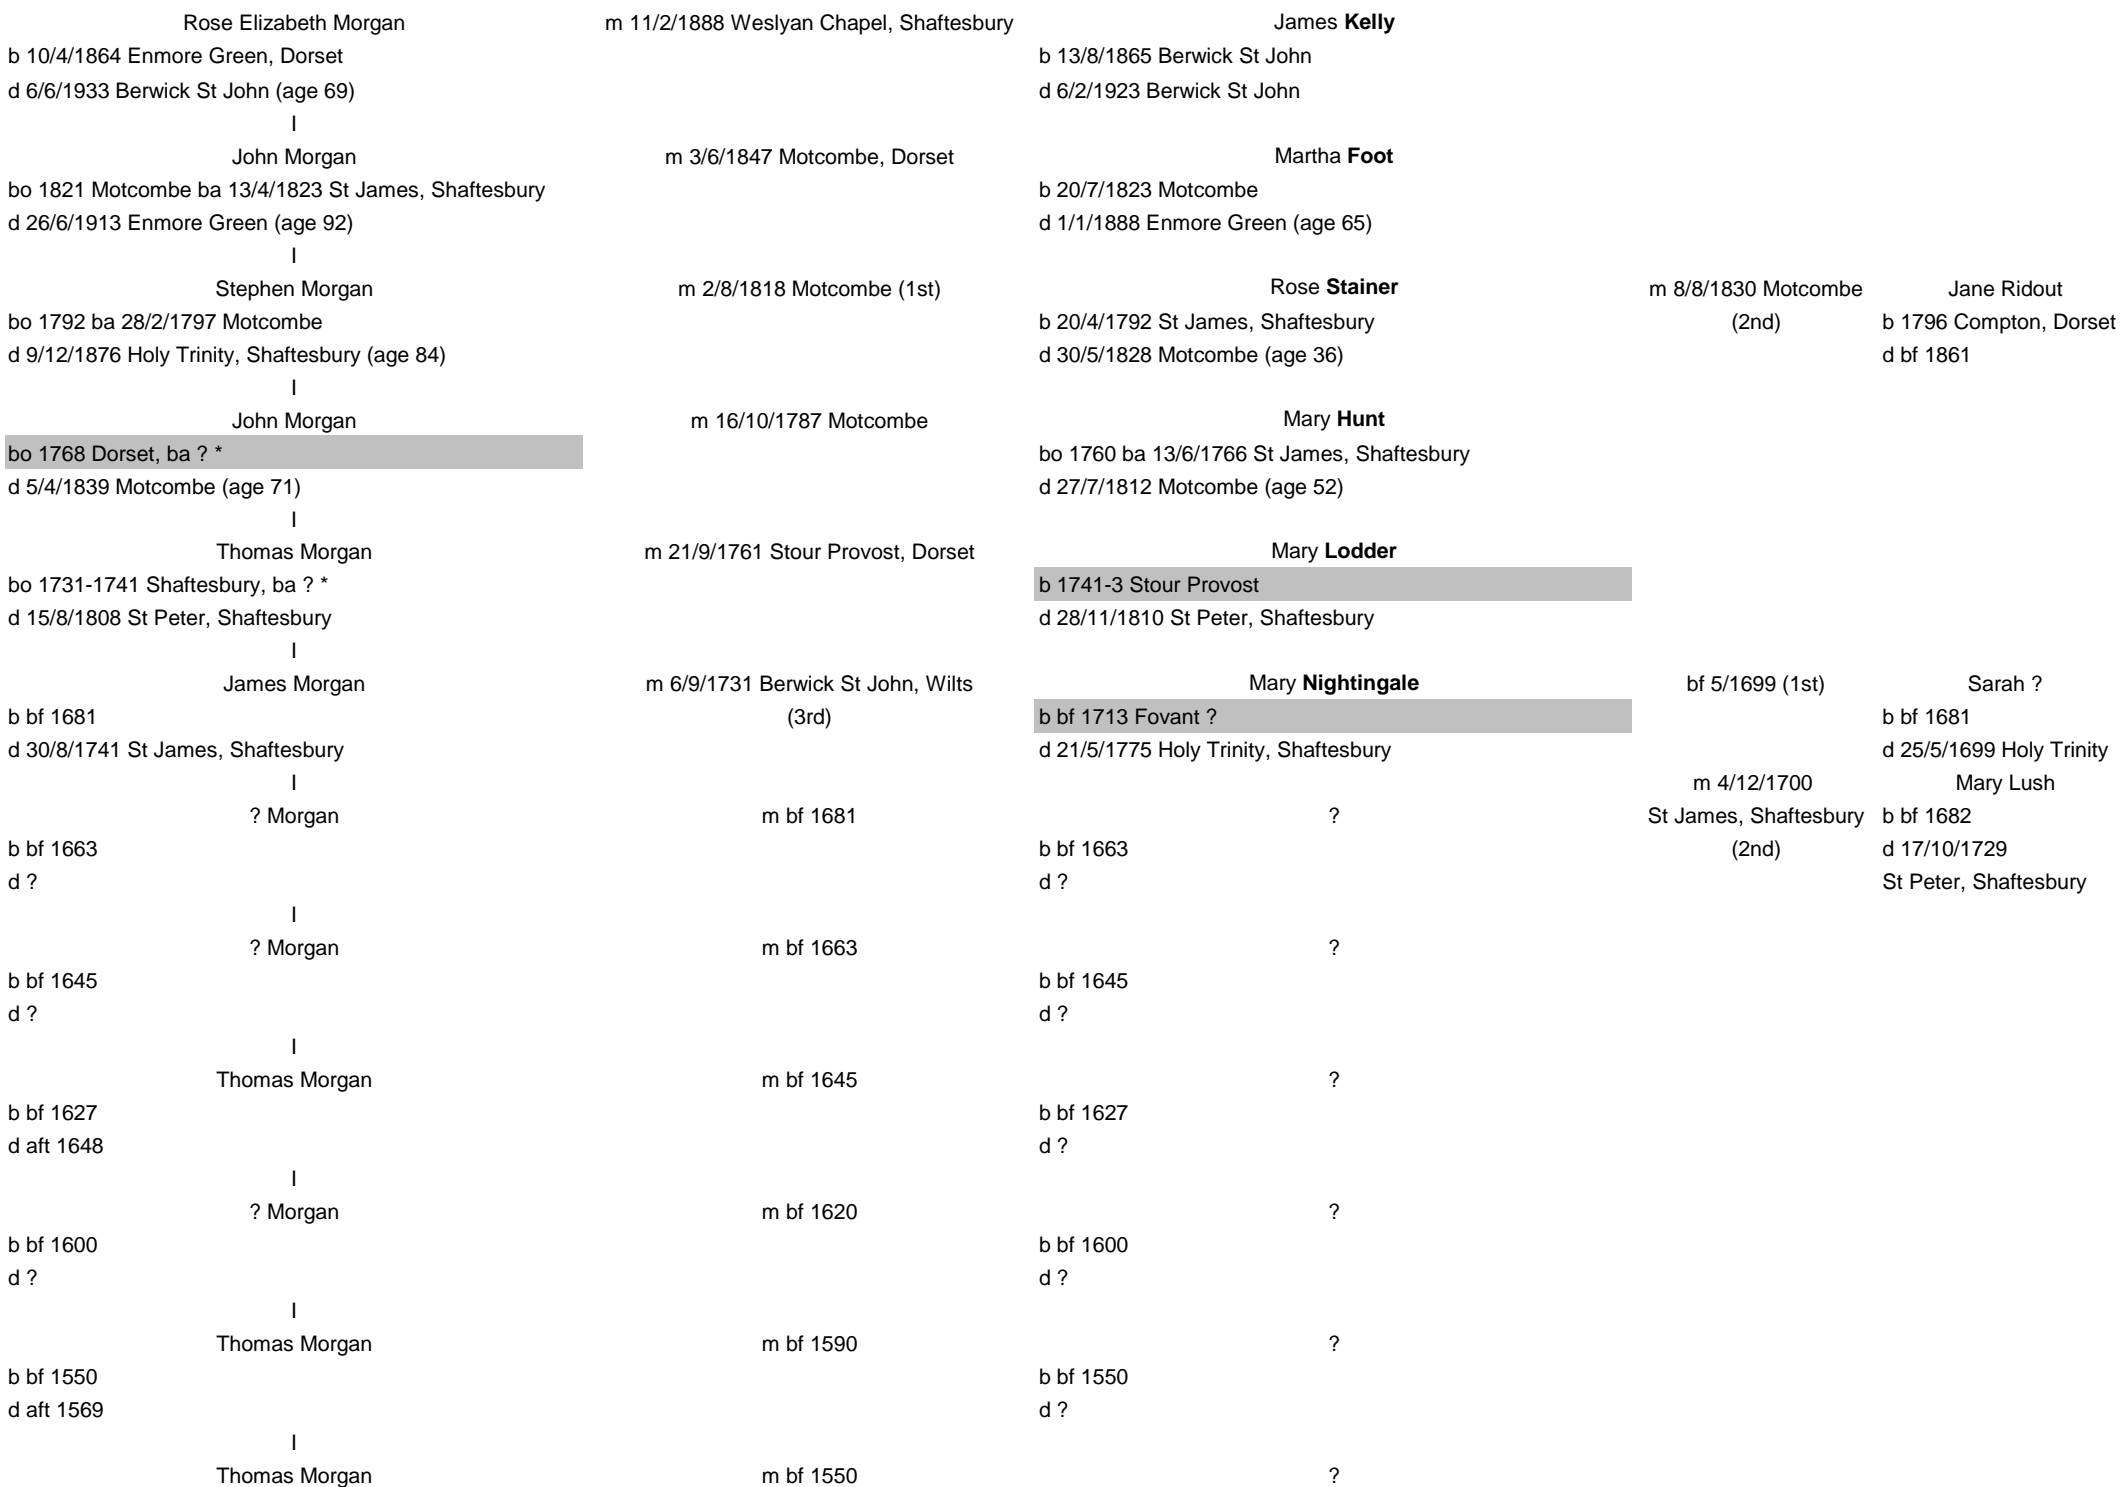 Rose Elizabeth Morgan m 11/2/1888 Weslyan Chapel, Shaftesbury James Kelly
b 10/4/1864 Enmore Green, Dorset b 13/8/1865 Berwick St John
d 6/6/1933 Berwick St John (age 69) d 6/2/1923 Berwick St John
I
John Morgan m 3/6/1847 Motcombe, Dorset Martha Foot
bo 1821 Motcombe ba 13/4/1823 St James, Shaftesbury b 20/7/1823 Motcombe
d 26/6/1913 Enmore Green (age 92) d 1/1/1888 Enmore Green (age 65)
I
Stephen Morgan m 2/8/1818 Motcombe (1st) Rose Stainer m 8/8/1830 Motcombe Jane Ridout
bo 1792 ba 28/2/1797 Motcombe b 20/4/1792 St James, Shaftesbury (2nd) b 1796 Compton, Dorset
d 9/12/1876 Holy Trinity, Shaftesbury (age 84) d 30/5/1828 Motcombe (age 36) d bf 1861
I
John Morgan m 16/10/1787 Motcombe Mary Hunt
bo 1768 Dorset, ba ? * bo 1760 ba 13/6/1766 St James, Shaftesbury
d 5/4/1839 Motcombe (age 71) d 27/7/1812 Motcombe (age 52)
I
Thomas Morgan m 21/9/1761 Stour Provost, Dorset Mary Lodder
bo 1731-1741 Shaftesbury, ba ? * b 1741-3 Stour Provost
d 15/8/1808 St Peter, Shaftesbury d 28/11/1810 St Peter, Shaftesbury
I
James Morgan m 6/9/1731 Berwick St John, Wilts Mary Nightingale bf 5/1699 (1st) Sarah ?
b bf 1681 (3rd) b bf 1713 Fovant ? b bf 1681
d 30/8/1741 St James, Shaftesbury d 21/5/1775 Holy Trinity, Shaftesbury d 25/5/1699 Holy Trinity
I m 4/12/1700 Mary Lush
? Morgan m bf 1681 ? St James, Shaftesbury b bf 1682
b bf 1663 b bf 1663 (2nd) d 17/10/1729
d ? d ? St Peter, Shaftesbury
I
? Morgan m bf 1663 ?
b bf 1645 b bf 1645
d ? d ?
I
Thomas Morgan m bf 1645 ?
b bf 1627 b bf 1627
d aft 1648 d ?
I
? Morgan m bf 1620 ?
b bf 1600 b bf 1600
d ? d ?
I
Thomas Morgan m bf 1590 ?
b bf 1550 b bf 1550
d aft 1569 d ?
I
Thomas Morgan m bf 1550 ?